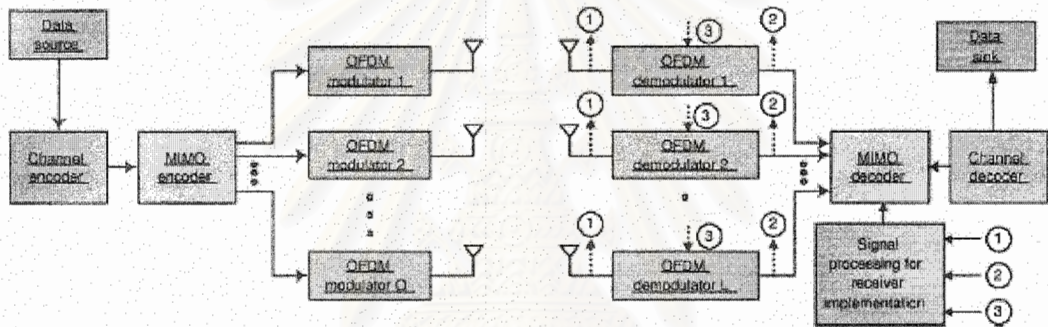 Data
source
Channel
encoder
MIMO
encoder
OFDM
modulator 1
OFDM
modulator 2
OFDM
modulator Q
1
3
2
OFDM
demodulator 1
1
3
2
OFDM
demodulator 2
1
3
2
OFDM
demodulator L
Data
sink
MIMO
decoder
Channel
decoder
Signal
processing for
receiver
implementation
1
2
3